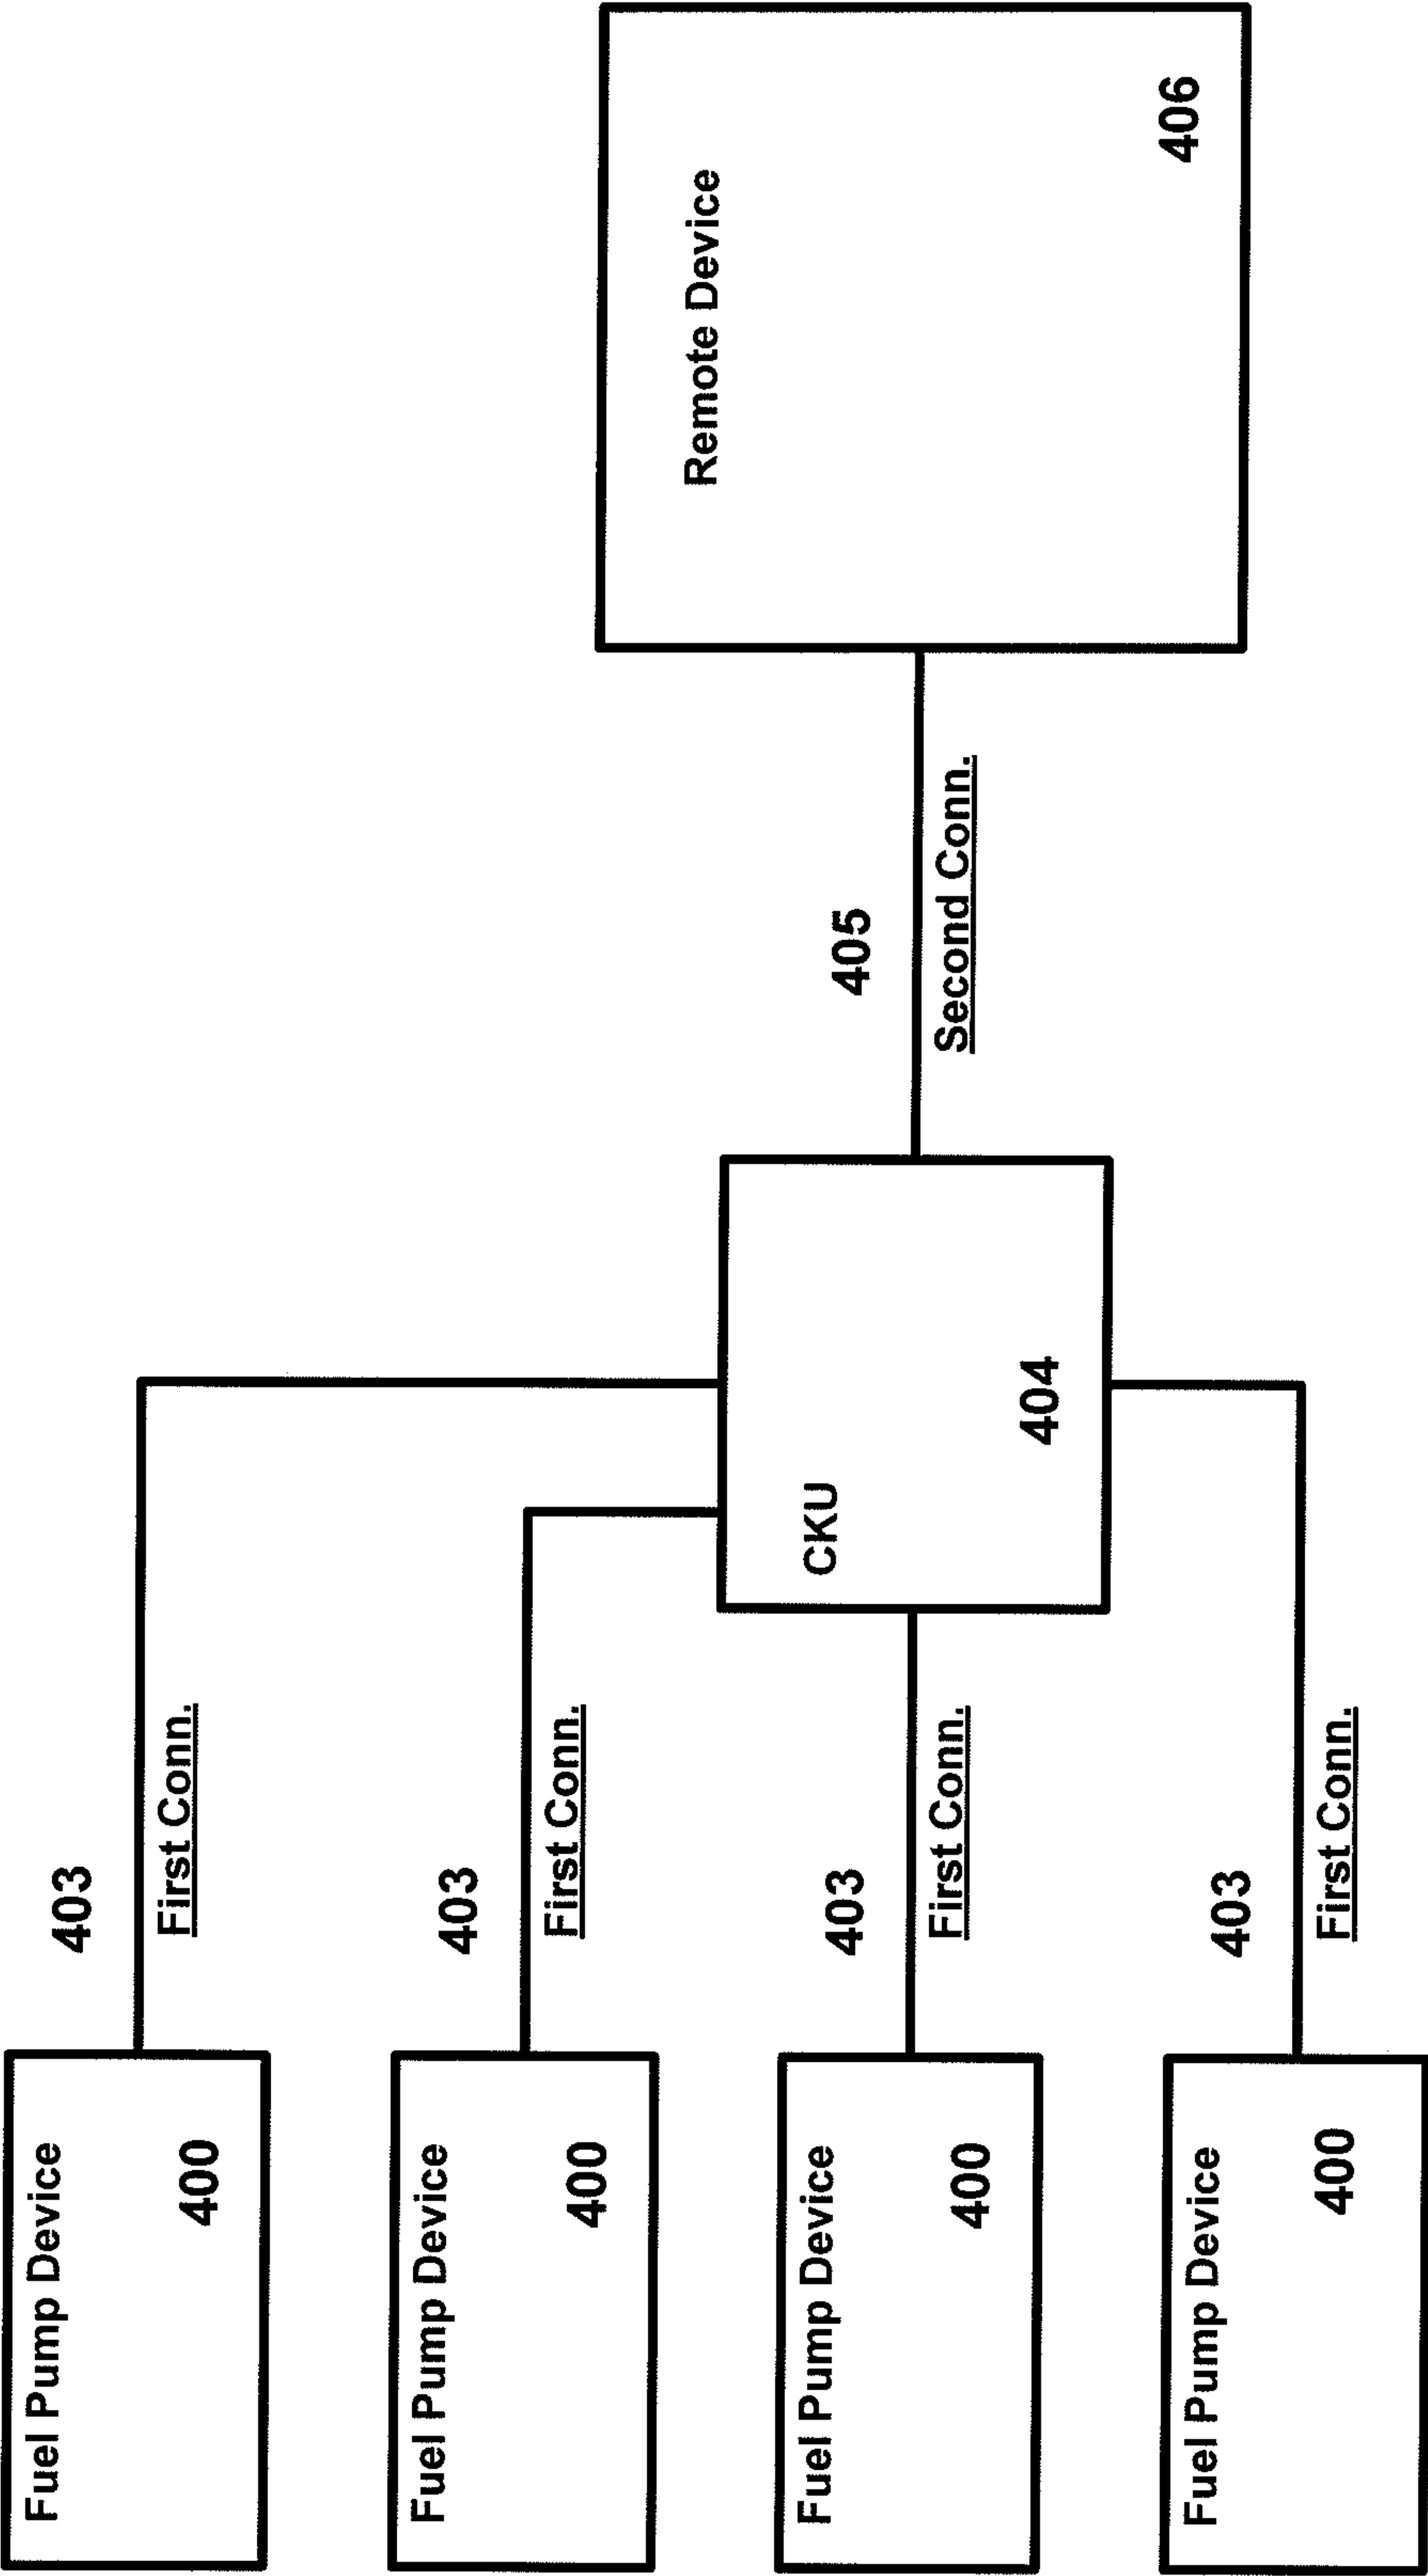 Fuel Pump Device
400
403
First Conn.
Fuel Pump Device
400
403
First Conn.
Fuel Pump Device
400
403
First Conn.
Fuel Pump Device
400
403
First Conn.
CKU
404
405
Second Conn.
Remote Device
406